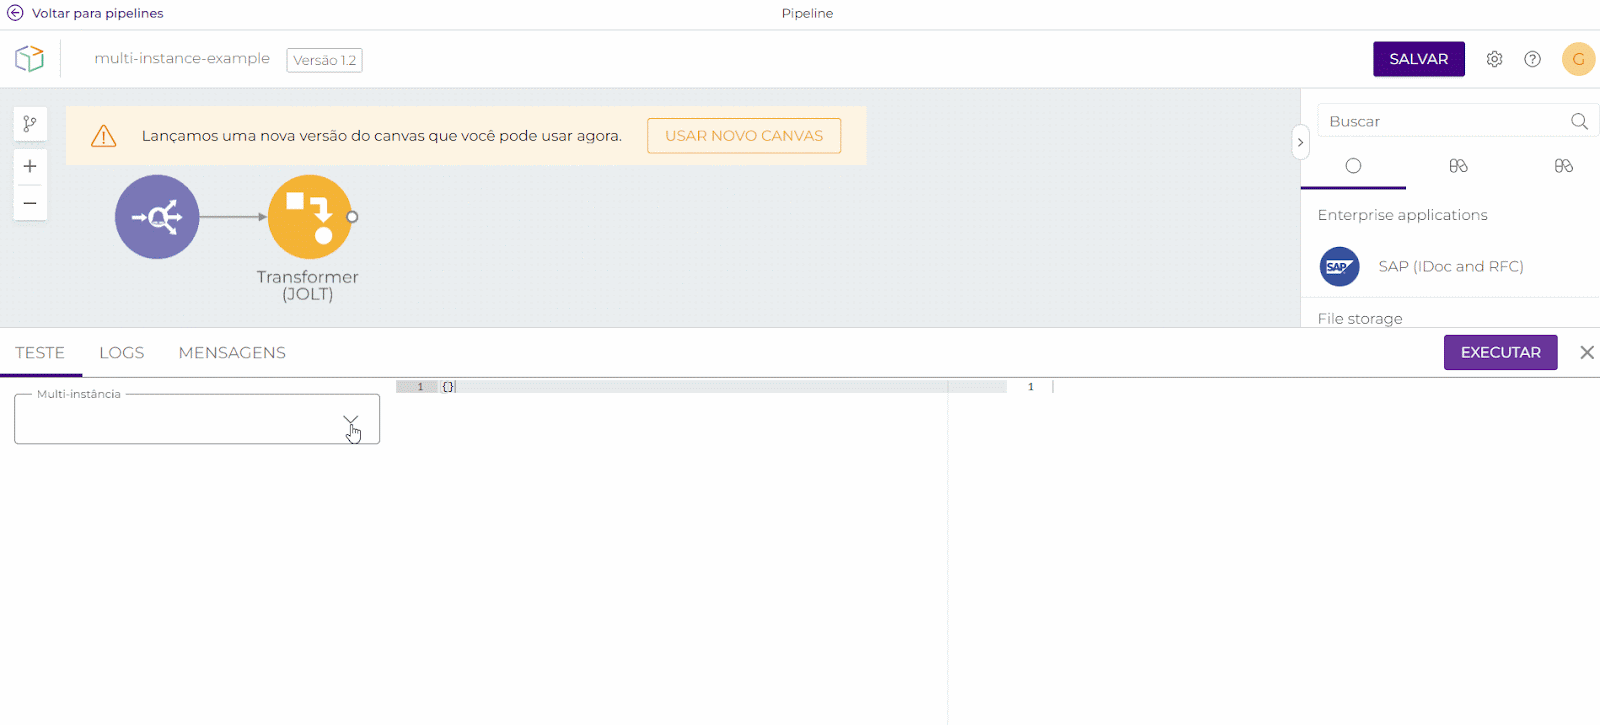 Voltar para pipelines
Pipeline
multi-instance-example
Versão 1.2
SALVAR
G
Lançamos uma nova versão do canvas que você pode usar agora.
USAR NOVO CANVAS
Buscar
Enterprise applications
SAP
SAP (IDoc and RFC)
File storage
Transformer
(JOLT)
TESTE
LOGS
MENSAGENS
EXECUTAR
Multi-instância
1
{}
1